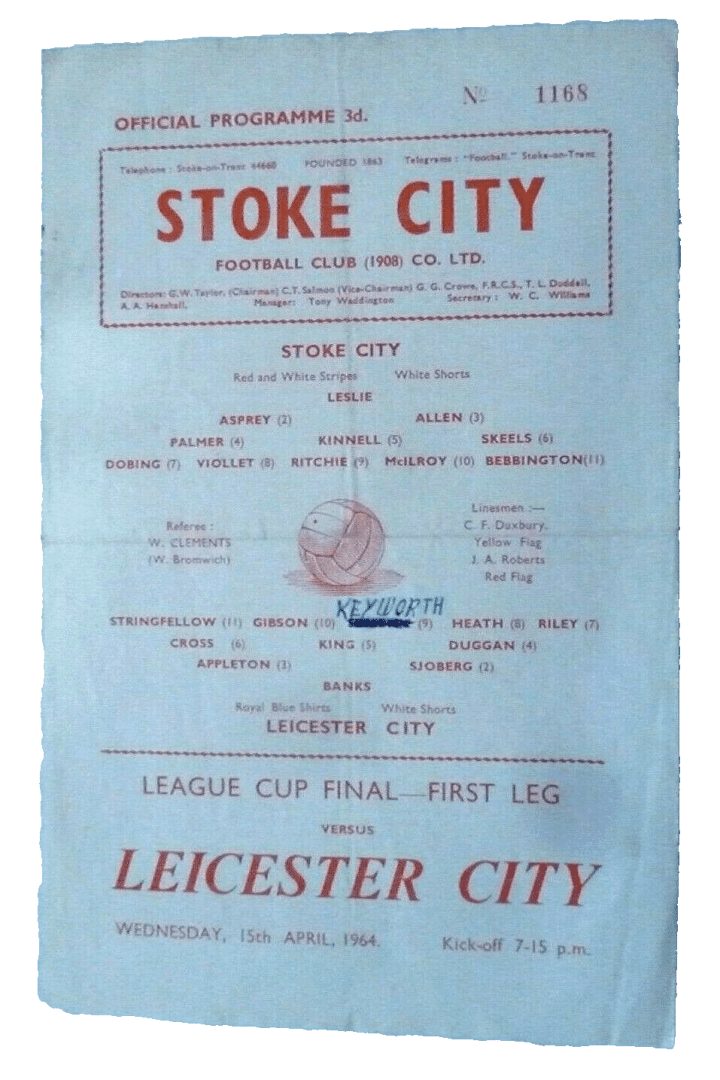 Nº 1168
OFFICIAL PROGRAMME 3d.
Telephone : Stoke-on-Trent 44660 FOUNDED 1863 Telegrams : "Football," Stoke-on-Trent
STOKE CITY
FOOTBALL CLUB (1908) CO. LTD.
Directors: G. W. Taylor, (Chairman) C.T. Salmon (Vice-Chairman) G. G. Crowe, F.R.C.S., T. L. Duddell,
A. A. Henshall, Manager: Tony Waddington Secretary : W. C. Williams
STOKE CITY
Red and White Stripes White Shorts
LESLIE
ASPREY (2) ALLEN (3)
PALMER (4) KINNELL (5) SKEELS (6)
DOBING (7) VIOLLET (8) RITCHIE (9) McILROY (10) BEBBINGTON (11)
Referee :
W. CLEMENTS
(W. Bromwich)
Linesmen :—
C. F. Duxbury.
Yellow Flag
J. A. Roberts
Red Flag
KEYWORTH
STRINGFELLOW (11) GIBSON (10) (9) HEATH (8) RILEY (7)
CROSS (6) KING (5) DUGGAN (4)
APPLETON (3) SJOBERG (2)
BANKS
Royal Blue Shirts White Shorts
LEICESTER CITY
LEAGUE CUP FINAL—FIRST LEG
VERSUS
LEICESTER CITY
WEDNESDAY, 15th APRIL, 1964. Kick-off 7-15 p.m.